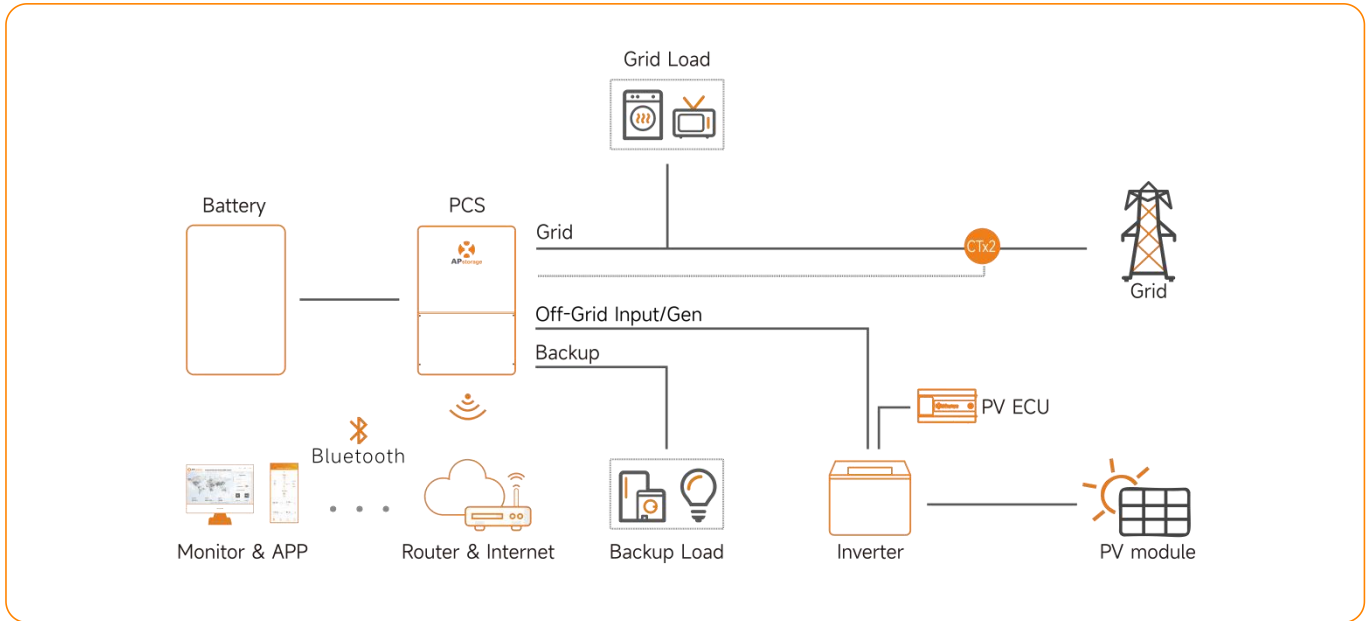 Grid Load
Battery
PCS
Grid
APstorage
CTx2
Grid
Off-Grid Input/Gen
Backup
PV ECU
Bluetooth
Monitor & APP
Router & Internet
Backup Load
Inverter
PV module